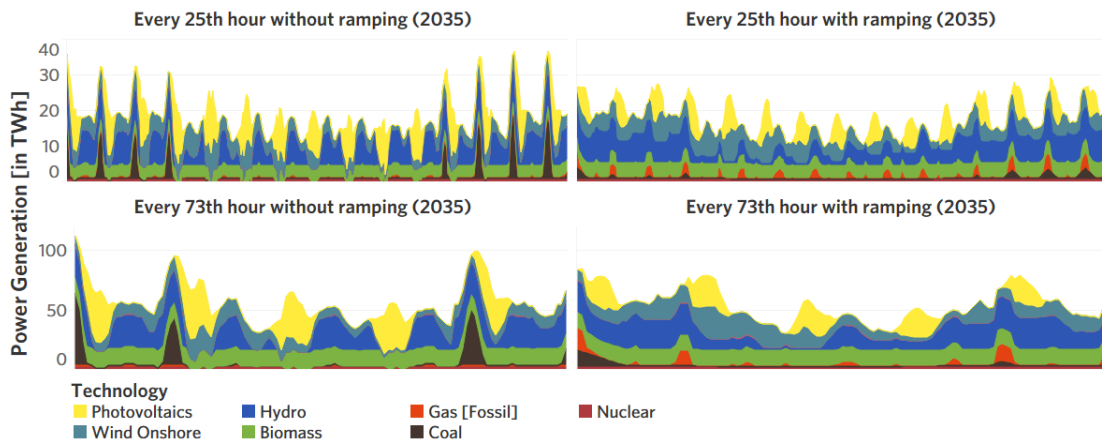 Every 25th hour without ramping (2035)
Every 25th hour with ramping (2035)
40
30
20
10
0
Every 73th hour without ramping (2035)
Every 73th hour with ramping (2035)
100
50
0
Power Generation [in TWh]
Technology
Photovoltaics
Hydro
Gas [Fossil]
Nuclear
Wind Onshore
Biomass
Coal